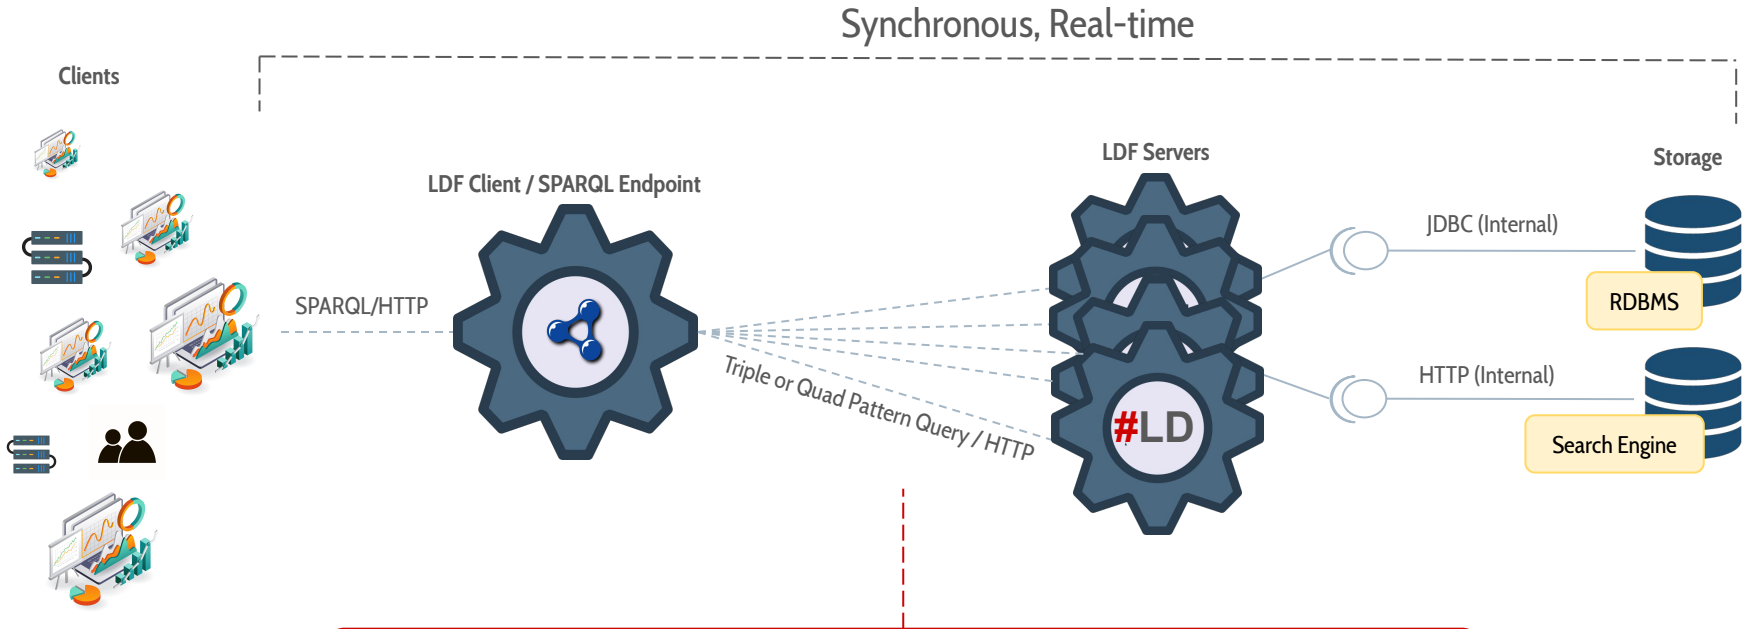 Synchronous, Real-time
Clients
LDF Servers
Storage
LDF Client / SPARQL Endpoint
JDBC (Internal)
SPARQL/HTTP
RDBMS
Triple or Quad Pattern Query / HTTP
HTTP (Internal)
#LD
Search Engine